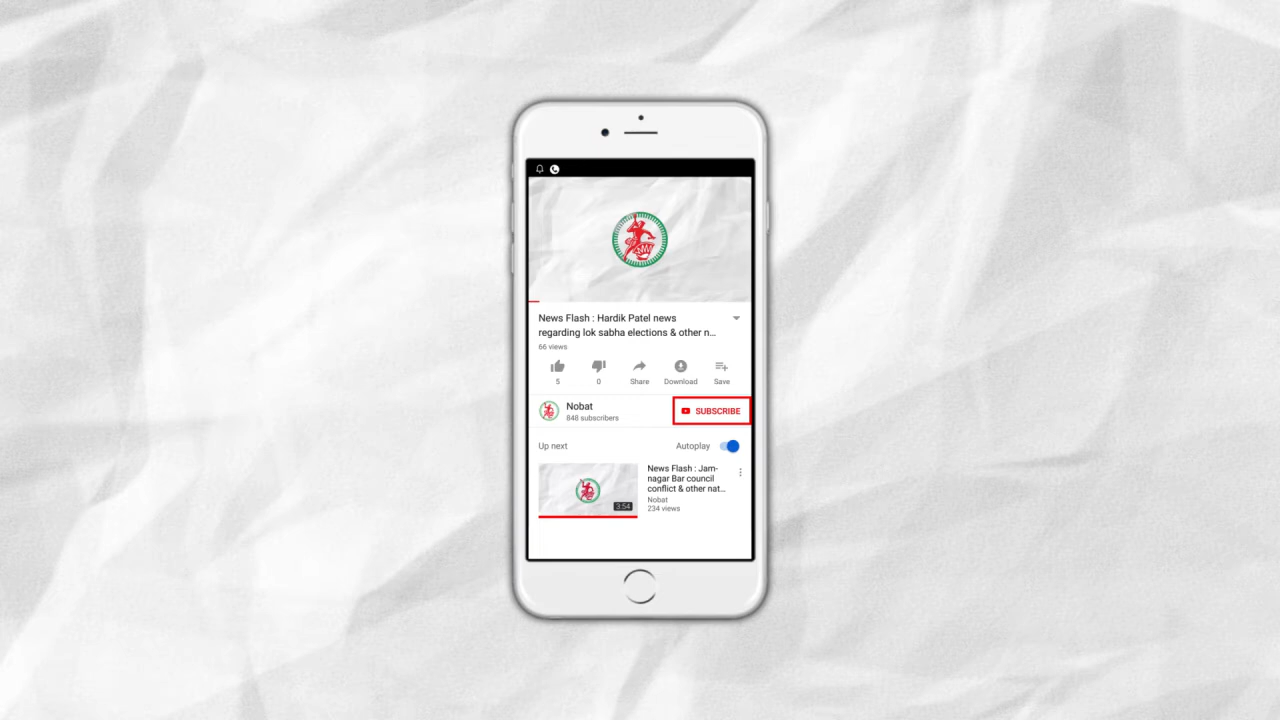 News Flash : Hardik Patel news
regarding lok sabha elections & other n...
66 views
5
0
Share
Download
Save
Nobat
848 subscribers
SUBSCRIBE
Up next
Autoplay
News Flash : Jam-
nagar Bar council
conflict & other nat...
Nobat
234 views
3:54